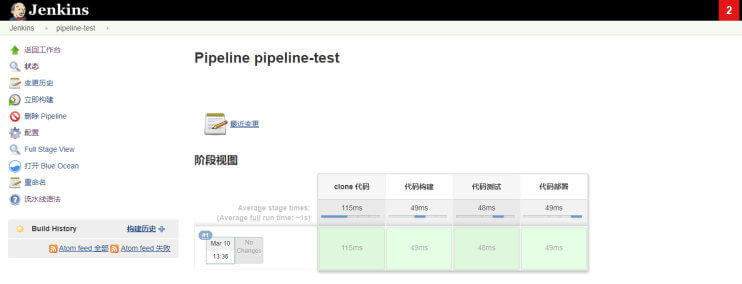 Jenkins
2
Jenkins
pipeline-test
返回工作台
状态
变更历史
立即构建
删除 Pipeline
配置
Full Stage View
打开 Blue Ocean
重命名
流水线语法
Build History 构建历史
Atom feed 全部 Atom feed 失败
Pipeline pipeline-test
最近变更
阶段视图
clone 代码 代码构建 代码测试 代码部署
Average stage times: 115ms 49ms 48ms 49ms
(Average full run time: ~1s)
#1
Mar 10
13:36
No
Changes
115ms 49ms 48ms 49ms